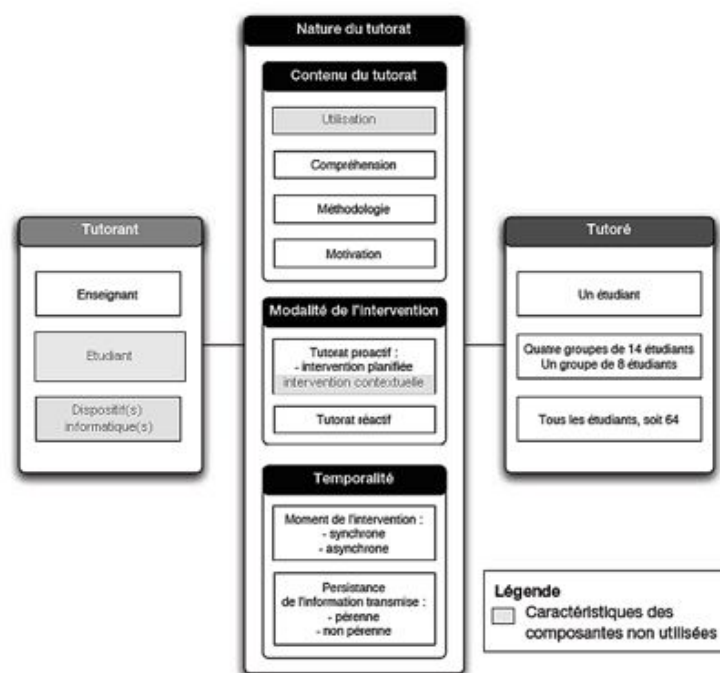 Nature du tutorat
Contenu du tutorat
Utilisation
Compréhension
Méthodologie
Motivation
Tutorant
Enseignant
Etudiant
Dispositif(s)
informatique(s)
Modalité de l'intervention
Tutorat proactif :
- intervention planifiée
intervention contextuelle
Tutorat réactif
Temporalité
Moment de l'intervention :
- synchrone
- asynchrone
Persistance
de l'information transmise :
- pérenne
- non pérenne
Tutoré
Un étudiant
Quatre groupes de 14 étudiants
Un groupe de 8 étudiants
Tous les étudiants, soit 64
Légende
Caractéristiques des
composantes non utilisées